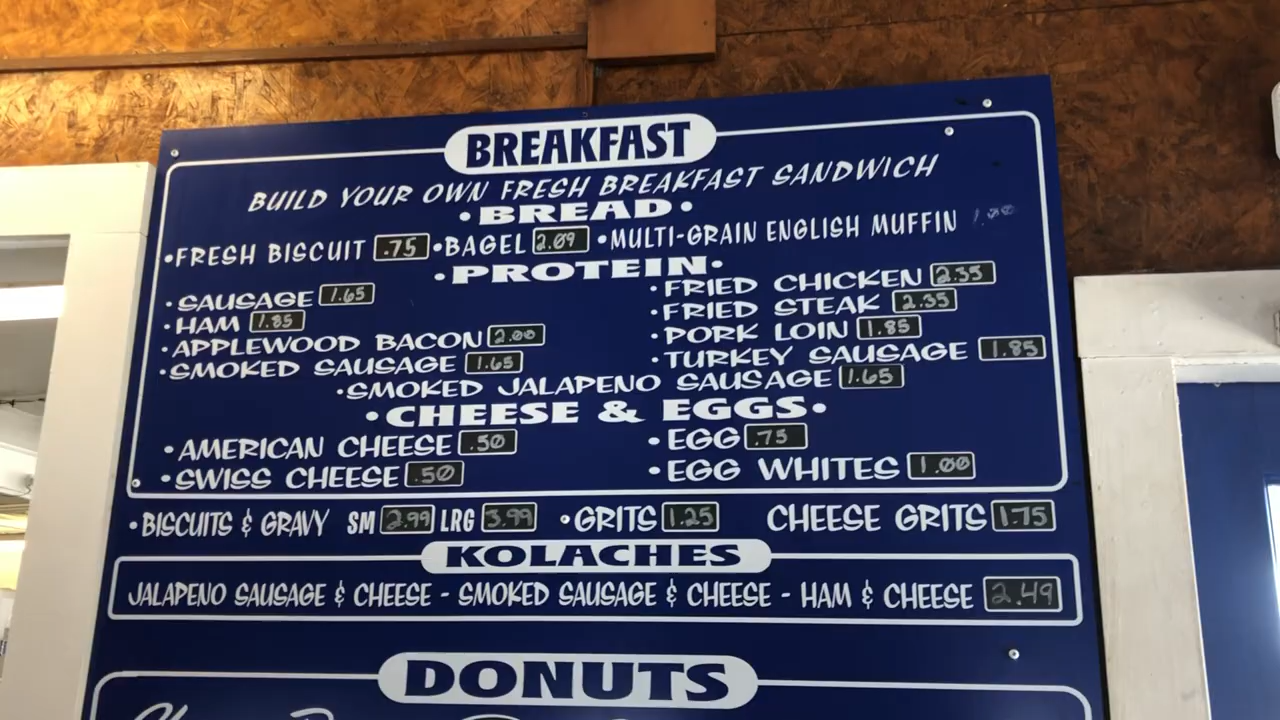 BREAKFAST
BUILD YOUR OWN FRESH BREAKFAST SANDWICH
•BREAD•
•FRESH BISCUIT .75 •BAGEL 2.09 •MULTI-GRAIN ENGLISH MUFFIN 1.00
•PROTEIN•
•SAUSAGE 1.65 •FRIED CHICKEN 2.35
•HAM 1.85 •FRIED STEAK 2.35
•APPLEWOOD BACON 2.00 •PORK LOIN 1.85
•SMOKED SAUSAGE 1.65 •TURKEY SAUSAGE 1.85
•SMOKED JALAPENO SAUSAGE 1.65
•CHEESE & EGGS•
•AMERICAN CHEESE .50 •EGG .75
•SWISS CHEESE .50 •EGG WHITES 1.00
•BISCUITS & GRAVY SM 2.99 LRG 3.99 •GRITS 1.25 CHEESE GRITS 1.75
KOLACHES
JALAPENO SAUSAGE & CHEESE - SMOKED SAUSAGE & CHEESE - HAM & CHEESE 2.49
DONUTS